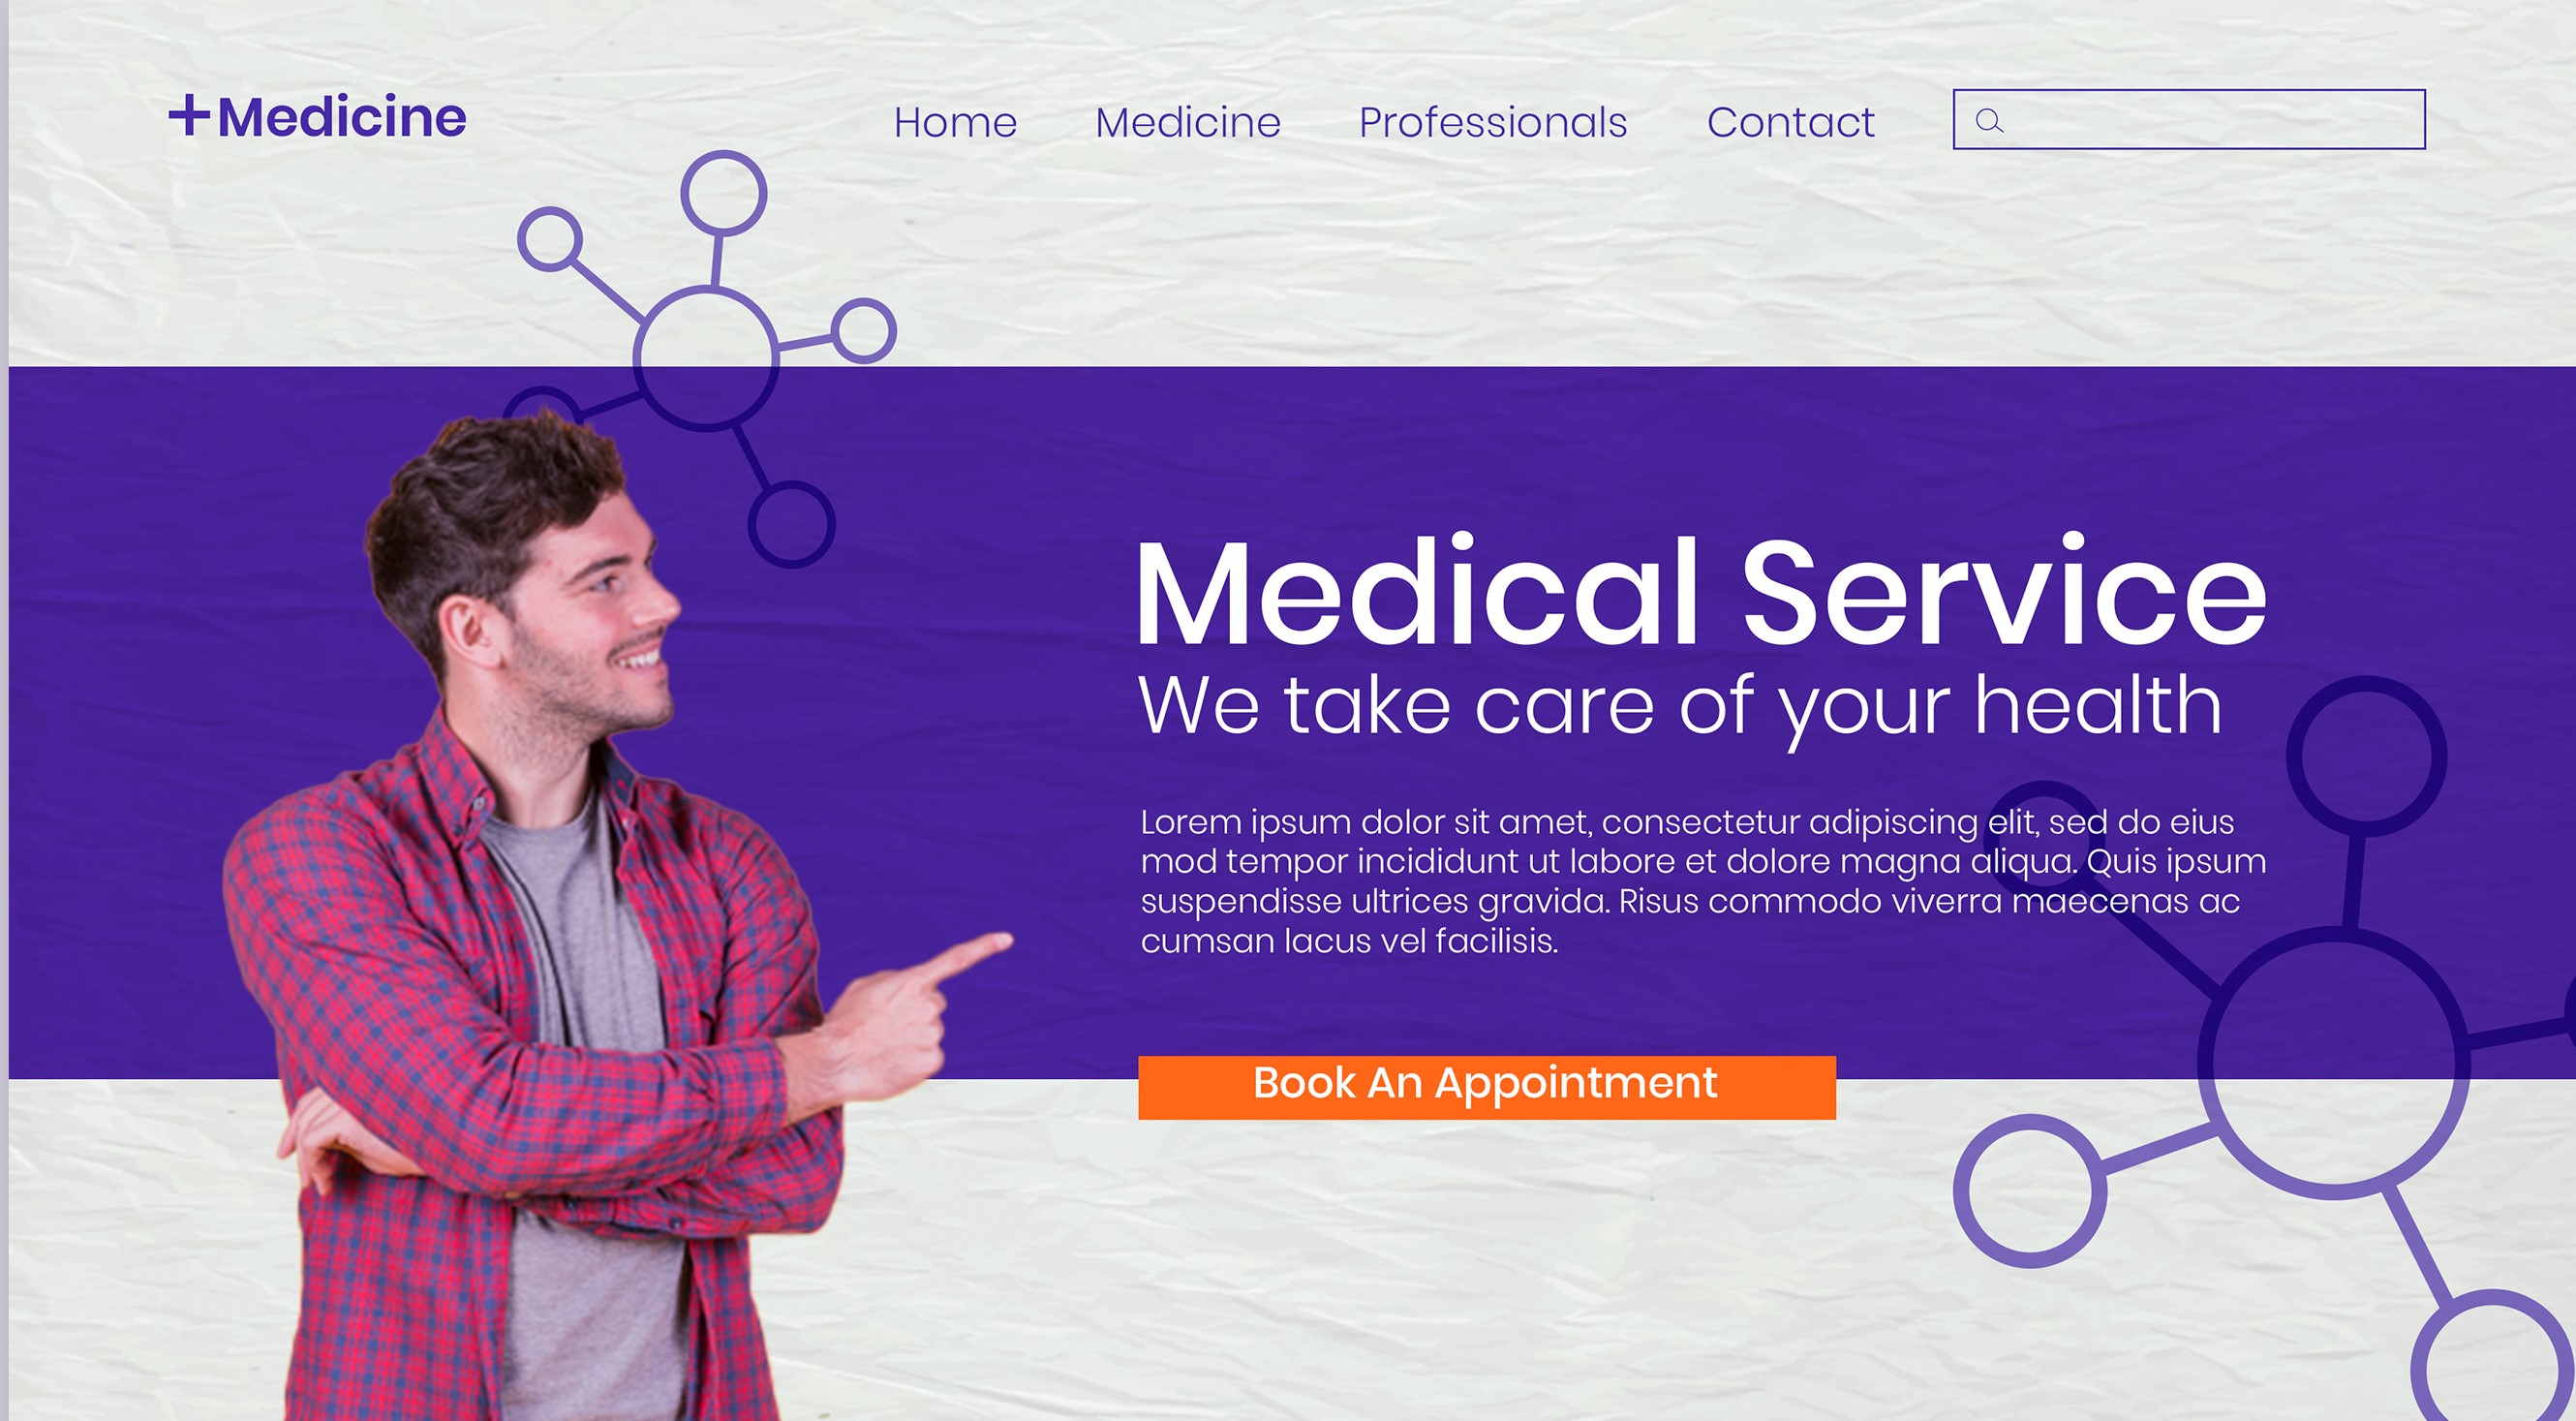 +Medicine
Home Medicine Professionals Contact
Medical Service
We take care of your health
Lorem ipsum dolor sit amet, consectetur adipiscing elit, sed do eius
mod tempor incididunt ut labore et dolore magna aliqua. Quis ipsum
suspendisse ultrices gravida. Risus commodo viverra maecenas ac
cumsan lacus vel facilisis.
Book An Appointment